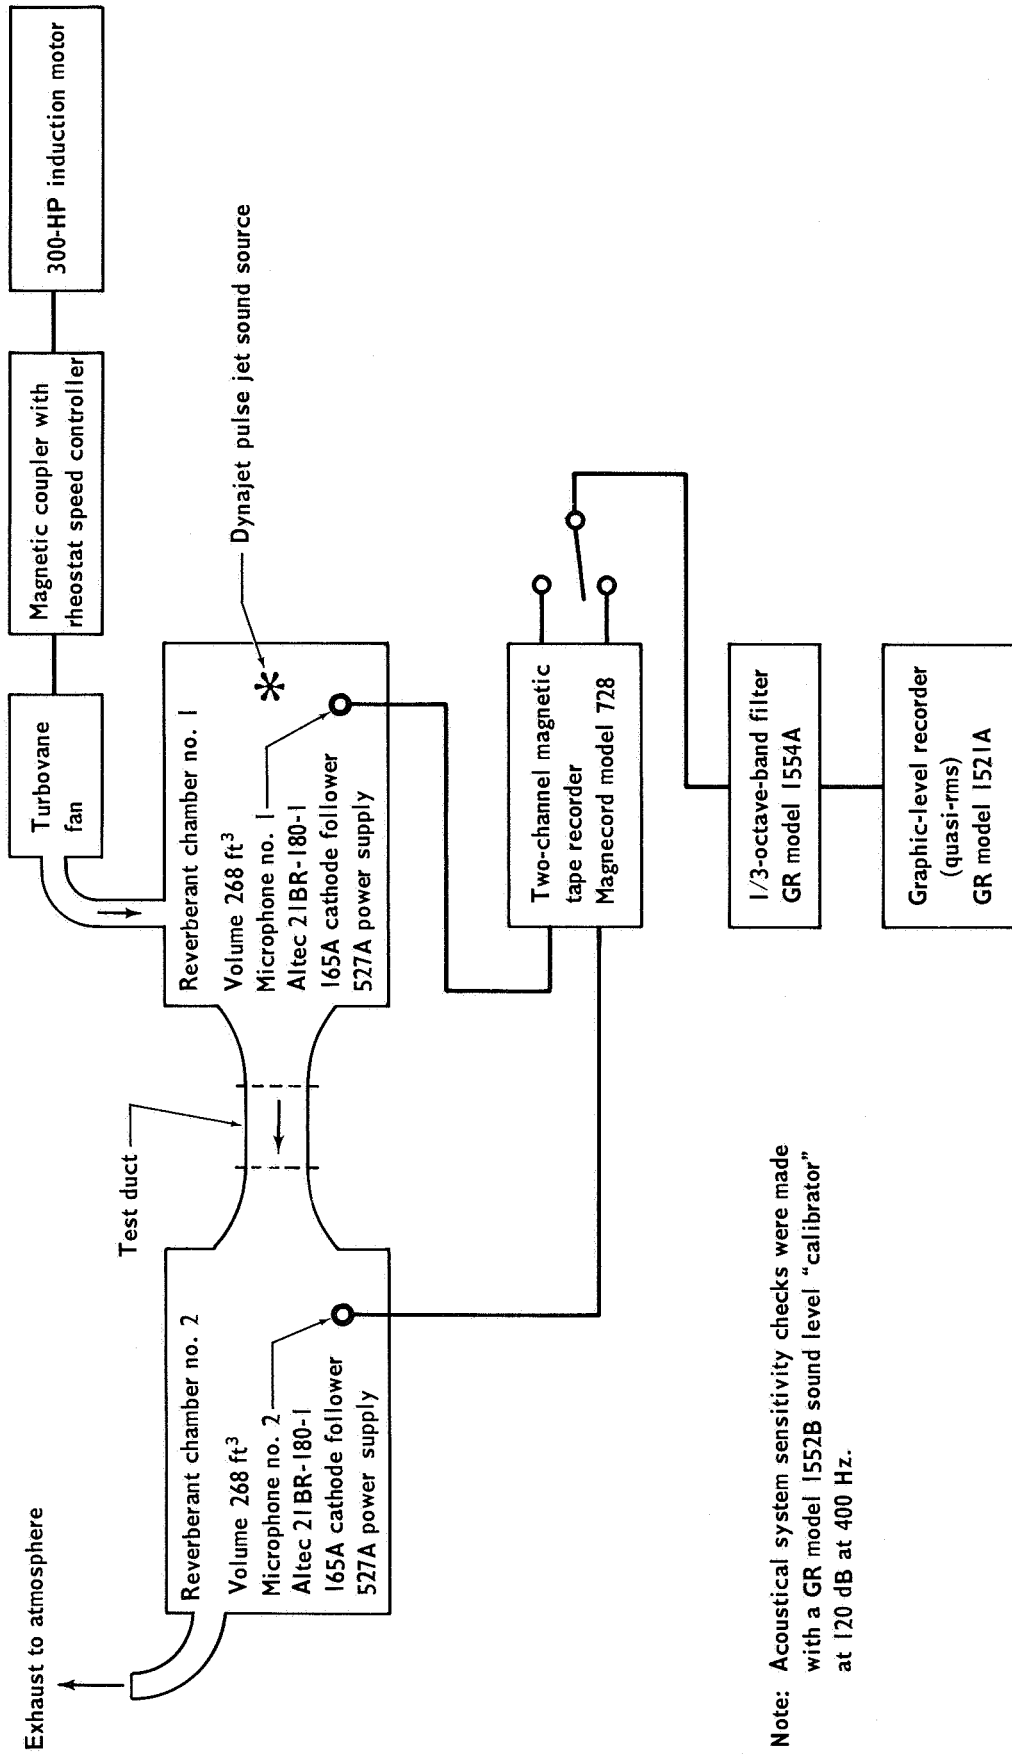 Exhaust to atmosphere
Reverberant chamber no. 2
Volume 268 ft³
Microphone no. 2
Altec 21BR-180-1
165A cathode follower
527A power supply
Test duct
Turbovane
fan
Magnetic coupler with
rheostat speed controller
300-HP induction motor
Reverberant chamber no. 1
Volume 268 ft³
Microphone no. 1
Altec 21BR-180-1
165A cathode follower
527A power supply
Dynajet pulse jet sound source
Two-channel magnetic
tape recorder
Magnecord model 728
1/3-octave-band filter
GR model 1554A
Graphic-level recorder
(quasi-rms)
GR model 1521A
Note: Acoustical system sensitivity checks were made
with a GR model 1552B sound level “calibrator”
at 120 dB at 400 Hz.